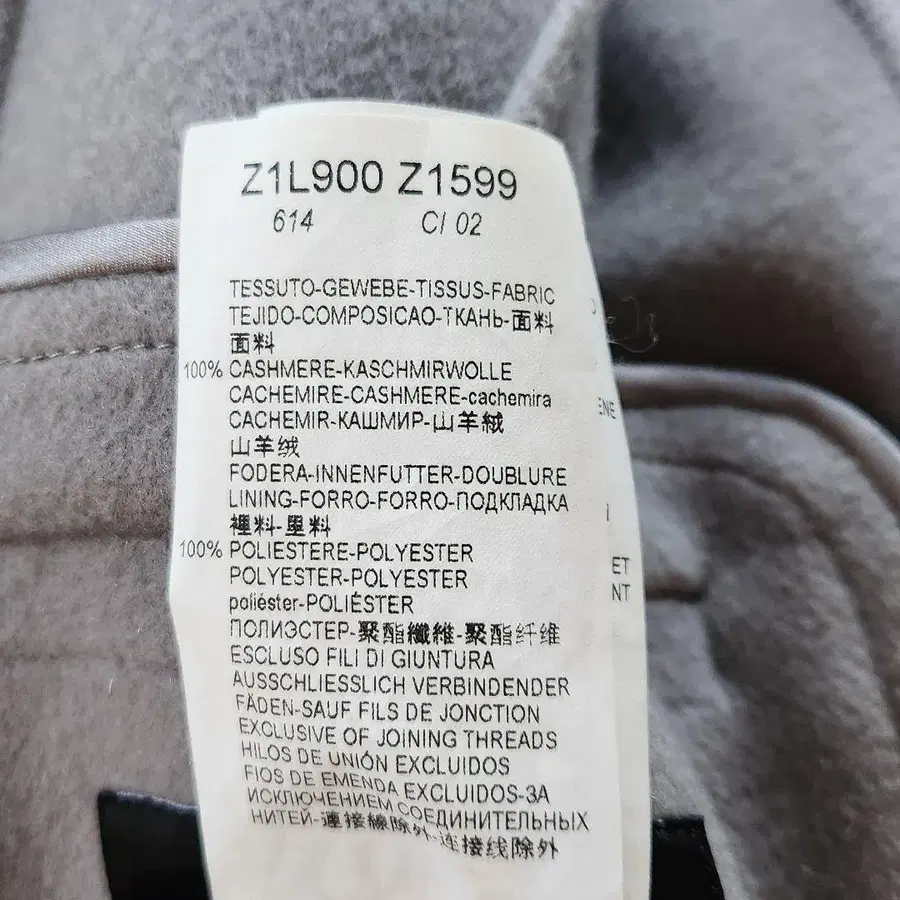 Z1L900 Z1599
614 CI 02
TESSUTO-GEWEBE-TISSUS-FABRIC
TEJIDO-COMPOSICAO-ТКАНЬ-面料
面料
100% CASHMERE-KASCHMIRWOLLE
CACHEMIRE-CASHMERE-cachemira
CACHEMIR-КАШМИР-山羊絨
山羊绒
FODERA-INNENFUTTER-DOUBLURE
LINING-FORRO-FORRO-ПОДКЛАДКА
裡料-里料
100% POLIESTERE-POLYESTER
POLYESTER-POLYESTER
poliéster-POLIÉSTER
ПОЛИЭСТЕР-聚酯纖維-聚酯纤维
ESCLUSO FILI DI GIUNTURA
AUSSCHLIESSLICH VERBINDENDER
FÄDEN-SAUF FILS DE JONCTION
EXCLUSIVE OF JOINING THREADS
HILOS DE UNIÓN EXCLUIDOS
FIOS DE EMENDA EXCLUIDOS-ЗА
ИСКЛЮЧЕНИЕМ СОЕДИНИТЕЛЬНЫХ
НИТЕЙ-連接線除外-连接线除外
ENE
ET
NT